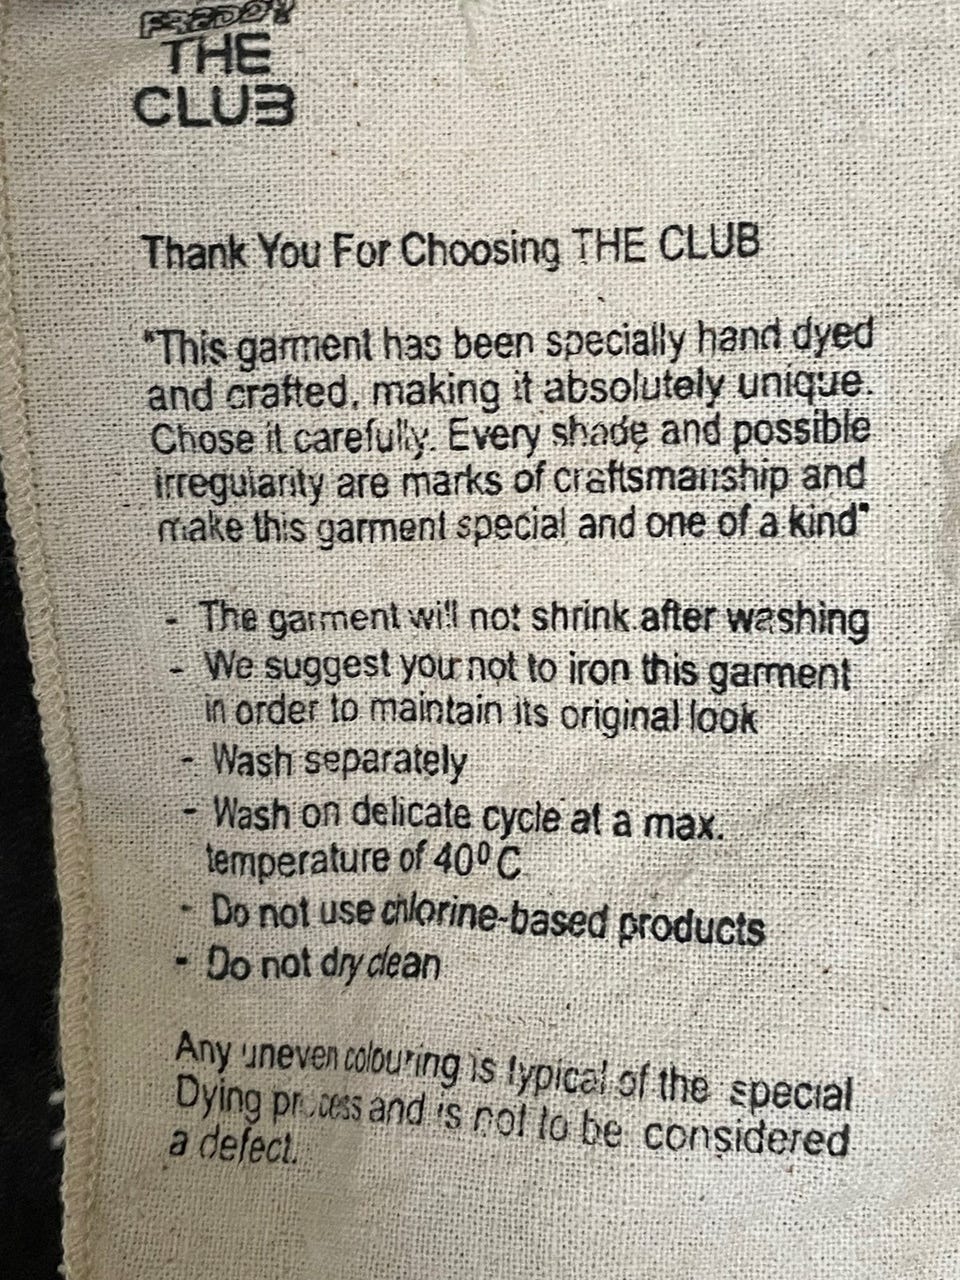 FREDDY
THE
CLUB
Thank You For Choosing THE CLUB
"This garment has been specially hand dyed
and crafted, making it absolutely unique.
Chose it carefully. Every shade and possible
irregularity are marks of craftsmanship and
make this garment special and one of a kind"
- The garment will not shrink after washing
- We suggest your not to iron this garment
in order to maintain its original look
- Wash separately
- Wash on delicate cycle at a max.
temperature of 40º C
- Do not use chlorine-based products
- Do not dry clean
Any uneven colouring is typical of the special
Dying process and is not to be considered
a defect.